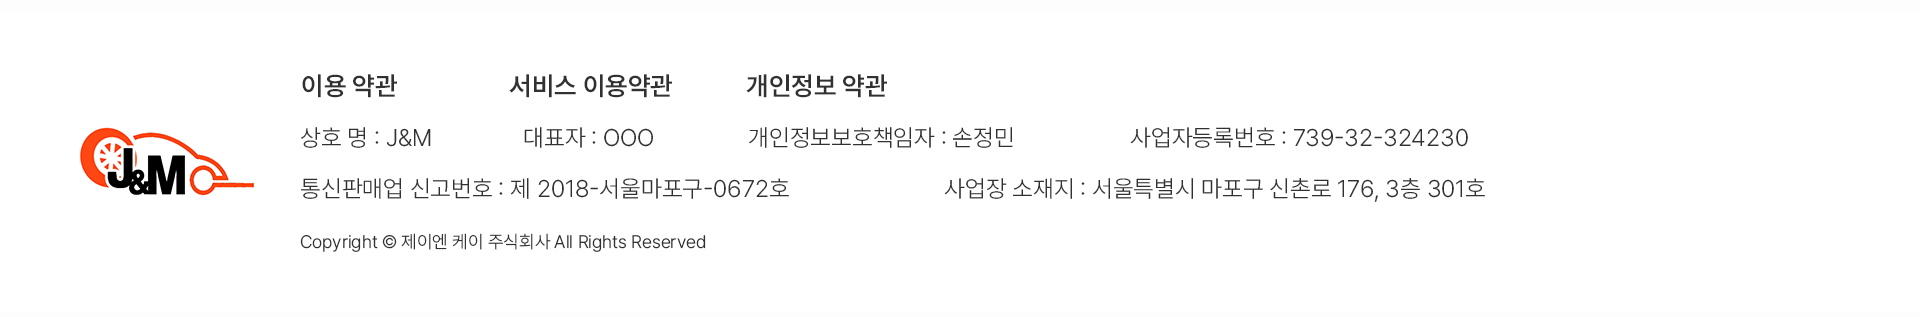 이용 약관 서비스 이용약관 개인정보 약관
J&M
상호 명 : J&M 대표자 : OOO 개인정보보호책임자 : 손정민 사업자등록번호 : 739-32-324230
통신판매업 신고번호 : 제 2018-서울마포구-0672호 사업장 소재지 : 서울특별시 마포구 신촌로 176, 3층 301호
Copyright © 제이엔 케이 주식회사 All Rights Reserved